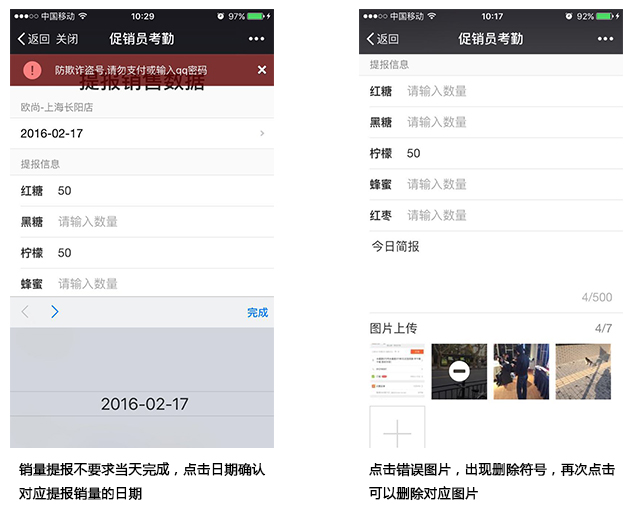 中国移动 10:29 97%
返回 关闭 促销员考勤
防欺诈盗号,请勿支付或输入qq密码
提报销售数据
欧尚-上海长阳店
2016-02-17
提报信息
红糖 50
黑糖 请输入数量
柠檬 50
蜂蜜 请输入数量
完成
2016-02-17
销量提报不要求当天完成，点击日期确认
对应提报销量的日期
中国移动 10:17 92%
返回 促销员考勤
提报信息
红糖 请输入数量
黑糖 请输入数量
柠檬 50
蜂蜜 请输入数量
红枣 请输入数量
今日简报
4/500
图片上传 4/7
点击错误图片，出现删除符号，再次点击
可以删除对应图片